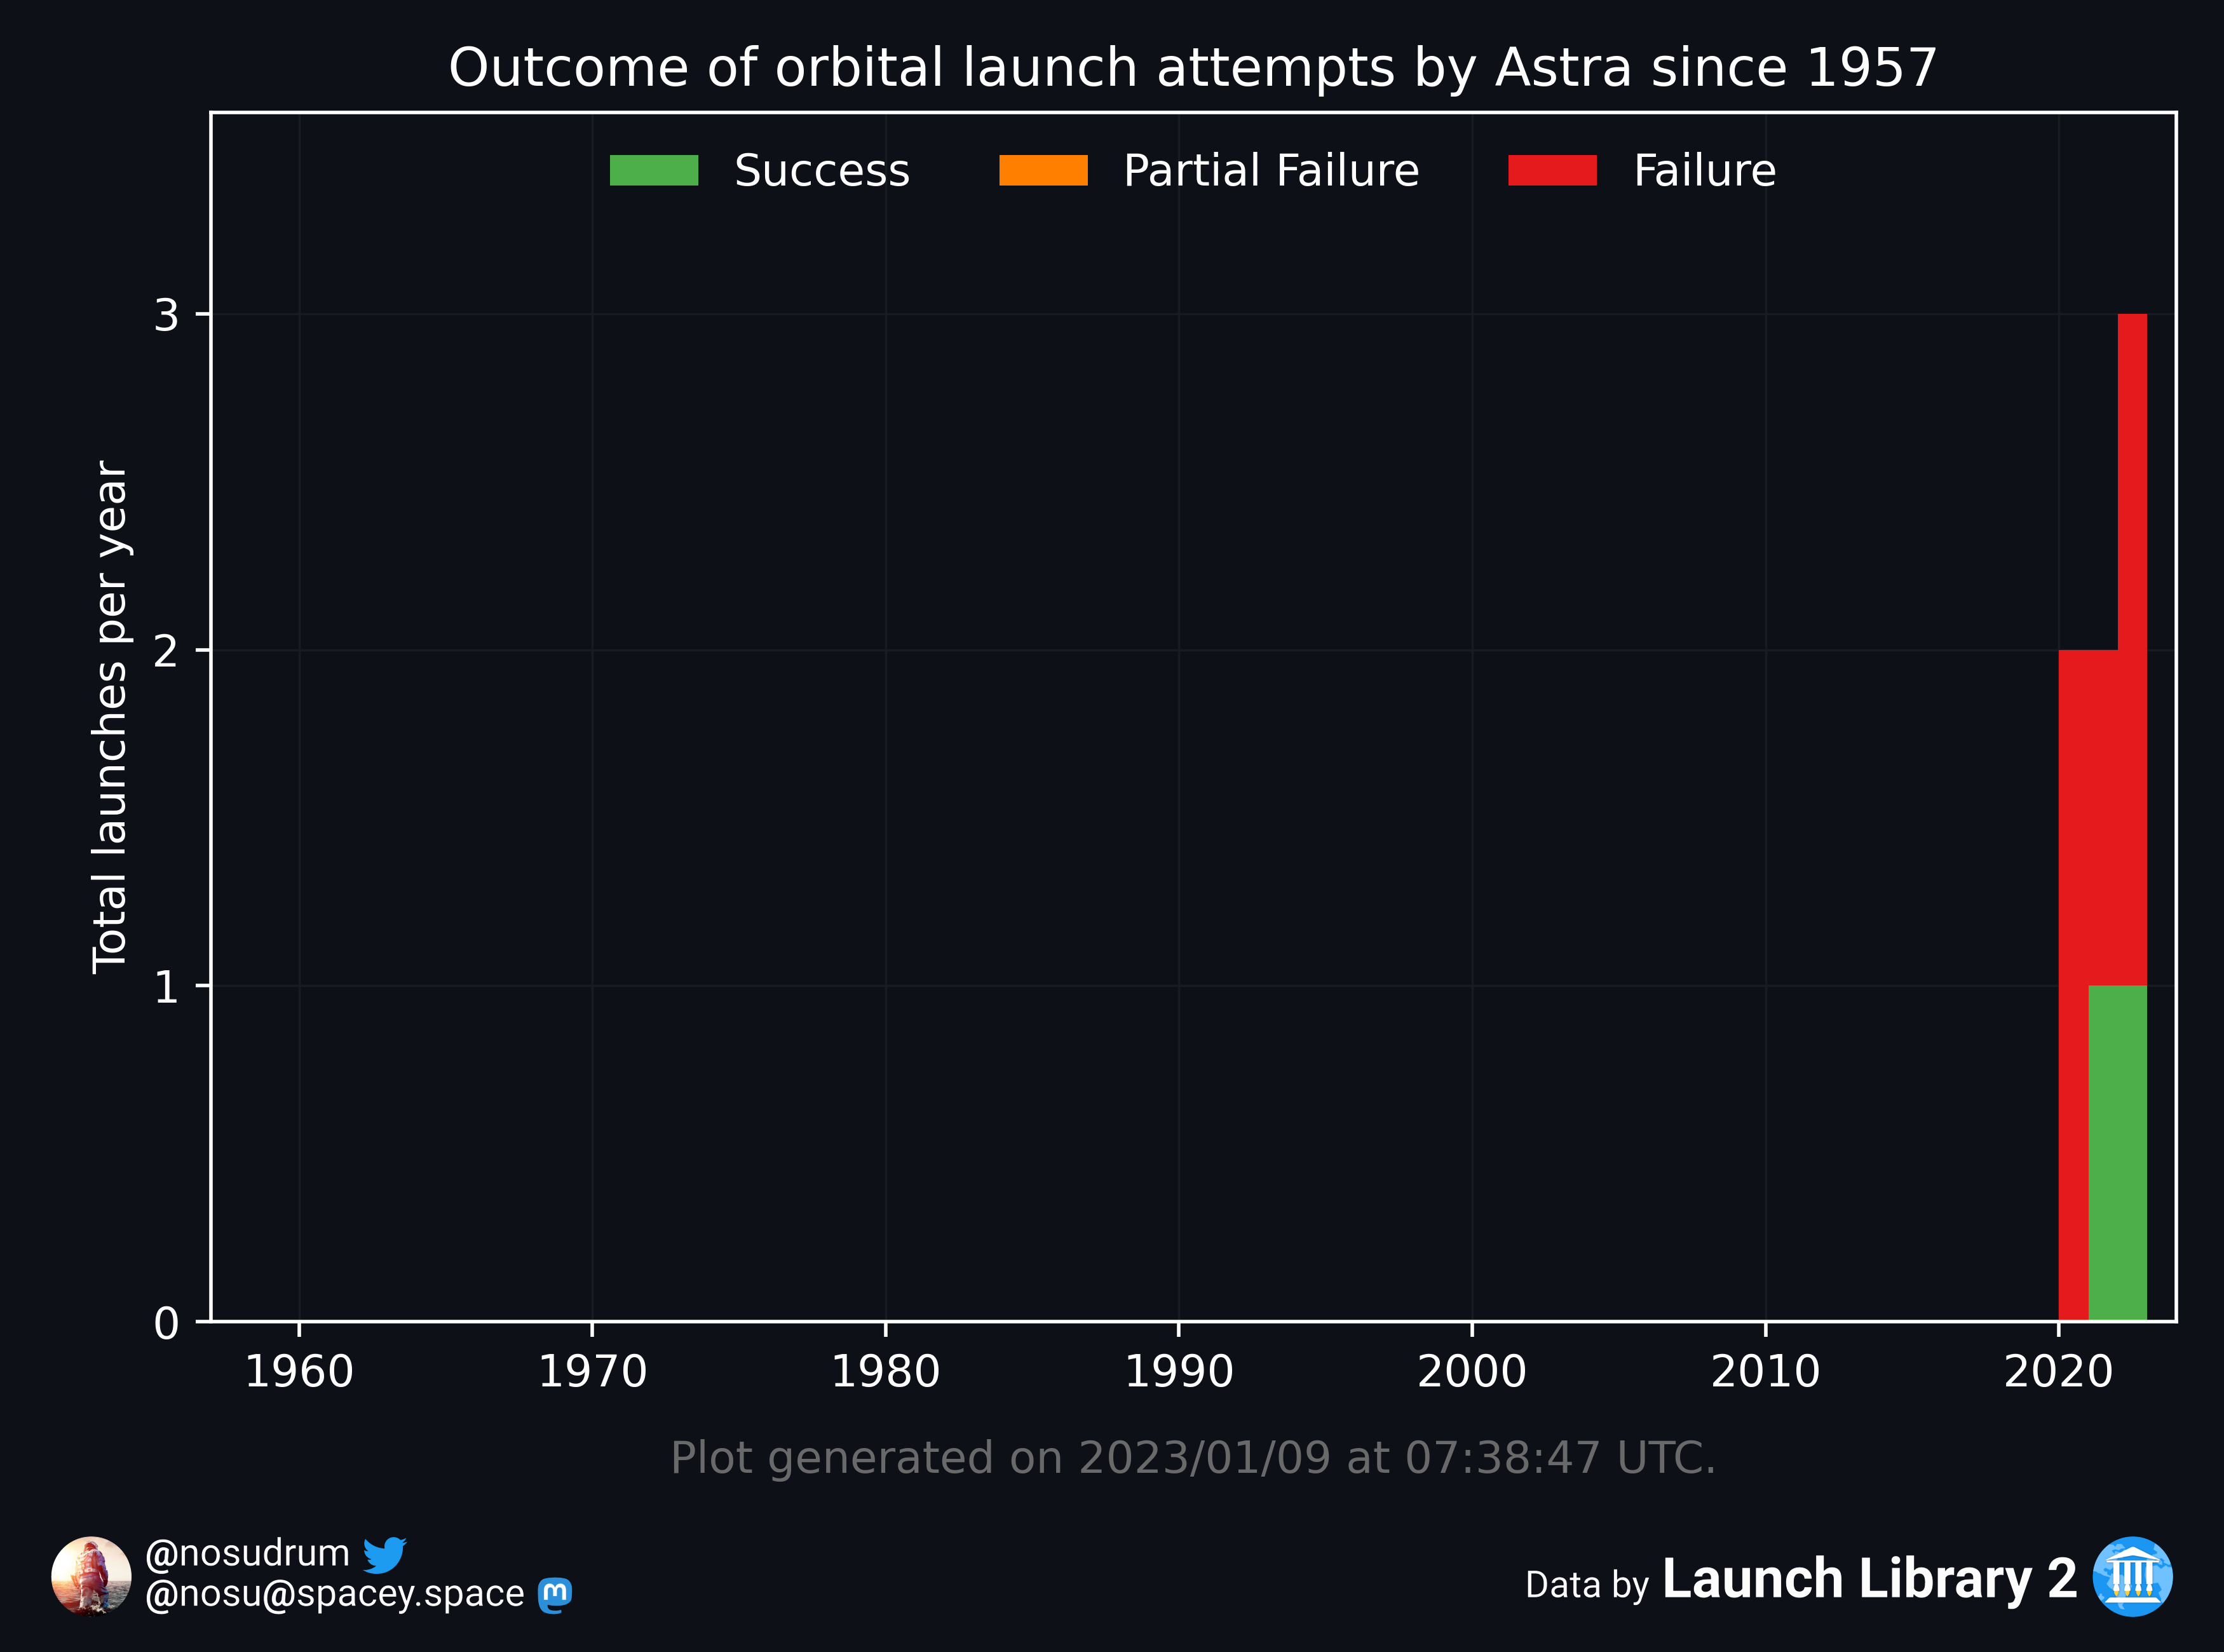 Outcome of orbital launch attempts by Astra since 1957
Success Partial Failure Failure
Total launches per year
3
2
1
0
1960 1970 1980 1990 2000 2010 2020
Plot generated on 2023/01/09 at 07:38:47 UTC.
@nosudrum
@nosu@spacey.space
Data by Launch Library 2